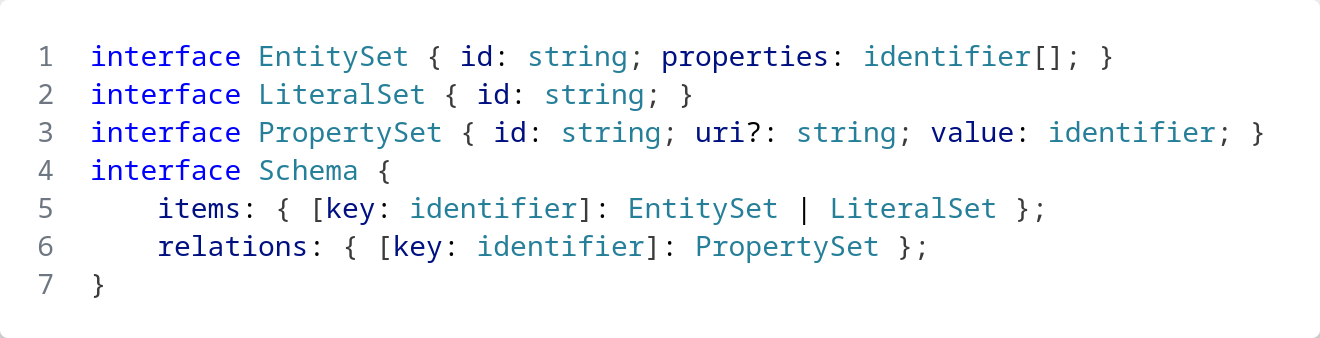 1 interface EntitySet { id: string; properties: identifier[]; }
2 interface LiteralSet { id: string; }
3 interface PropertySet { id: string; uri?: string; value: identifier; }
4 interface Schema {
5     items: { [key: identifier]: EntitySet | LiteralSet };
6     relations: { [key: identifier]: PropertySet };
7 }